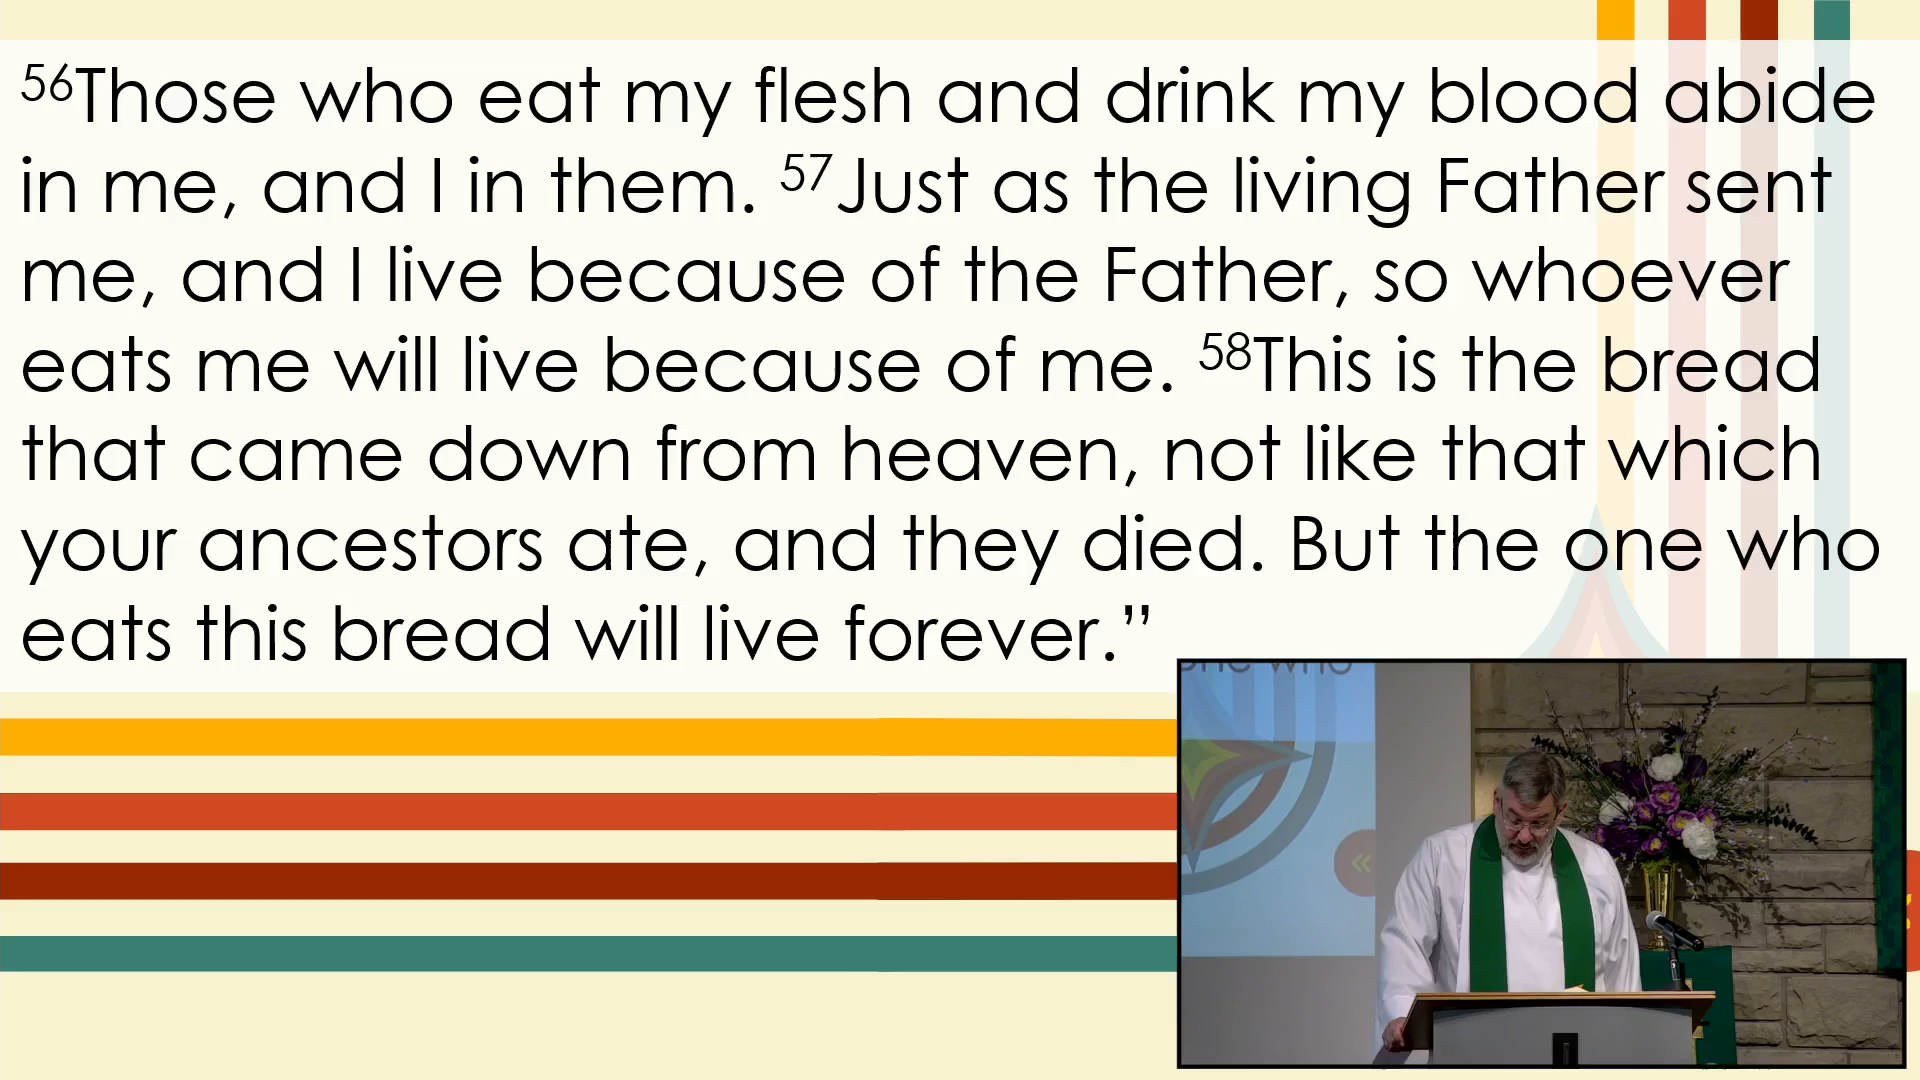 56Those who eat my flesh and drink my blood abide
in me, and I in them. 57Just as the living Father sent
me, and I live because of the Father, so whoever
eats me will live because of me. 58This is the bread
that came down from heaven, not like that which
your ancestors ate, and they died. But the one who
eats this bread will live forever.”
one who
«